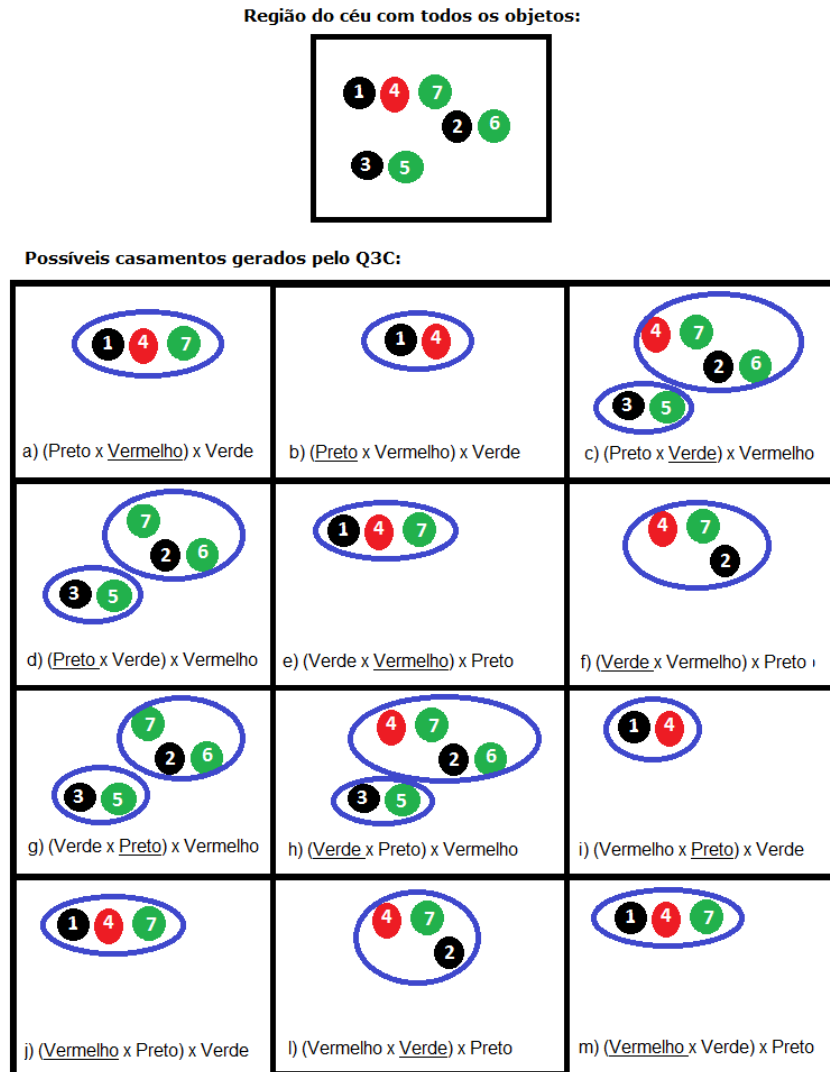 Região do céu com todos os objetos:
1 4 7
2 6
3 5
Possíveis casamentos gerados pelo Q3C:
1 4 7
a) (Preto x Vermelho) x Verde
1 4
b) (Preto x Vermelho) x Verde
4 7
2 6
3 5
c) (Preto x Verde) x Vermelho
7
2 6
3 5
d) (Preto x Verde) x Vermelho
1 4 7
e) (Verde x Vermelho) x Preto
4 7
2
f) (Verde x Vermelho) x Preto
7
2 6
3 5
g) (Verde x Preto) x Vermelho
4 7
2 6
3 5
h) (Verde x Preto) x Vermelho
1 4
i) (Vermelho x Preto) x Verde
1 4 7
j) (Vermelho x Preto) x Verde
4 7
2
l) (Vermelho x Verde) x Preto
1 4 7
m) (Vermelho x Verde) x Preto